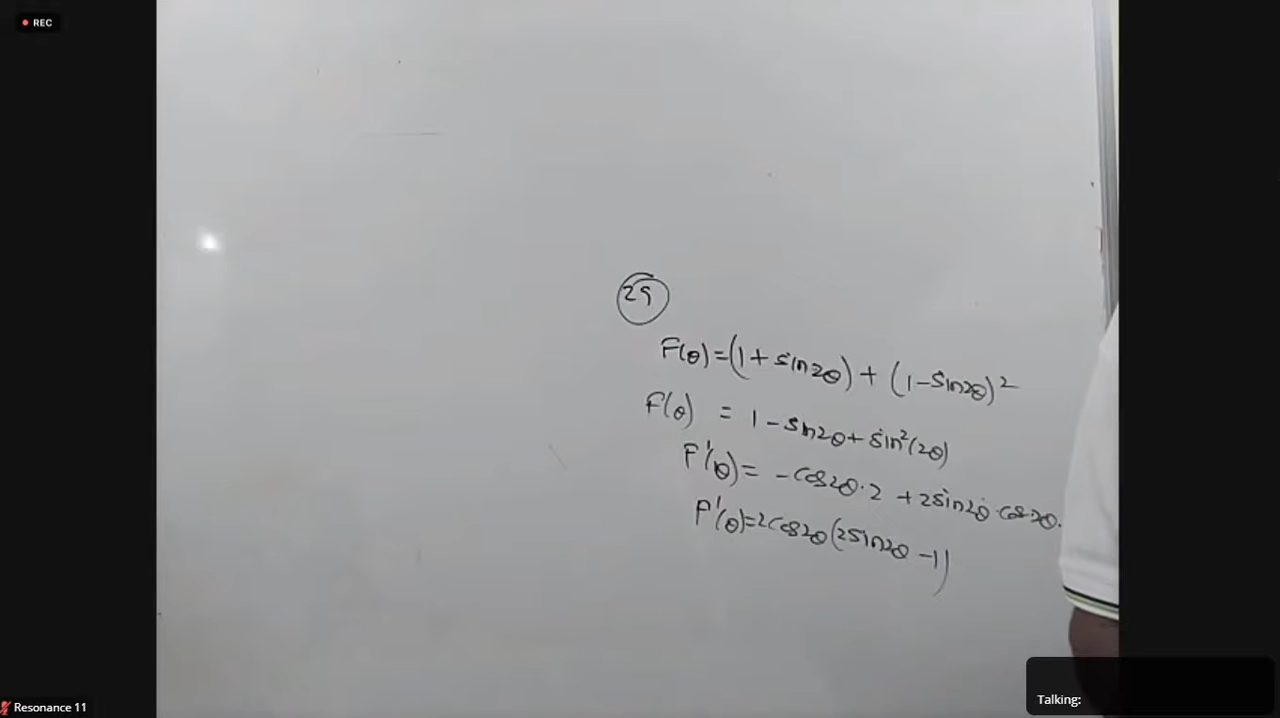 REC
29
F(θ)=(1+sin2θ)+(1-sin2θ)²
F(θ) = 1-sin2θ+sin²(2θ)
F'(θ)= -cos2θ·2 +2sin2θ·cos2θ.
F'(θ)=2cos2θ(2sin2θ -1)
Resonance 11
Talking: